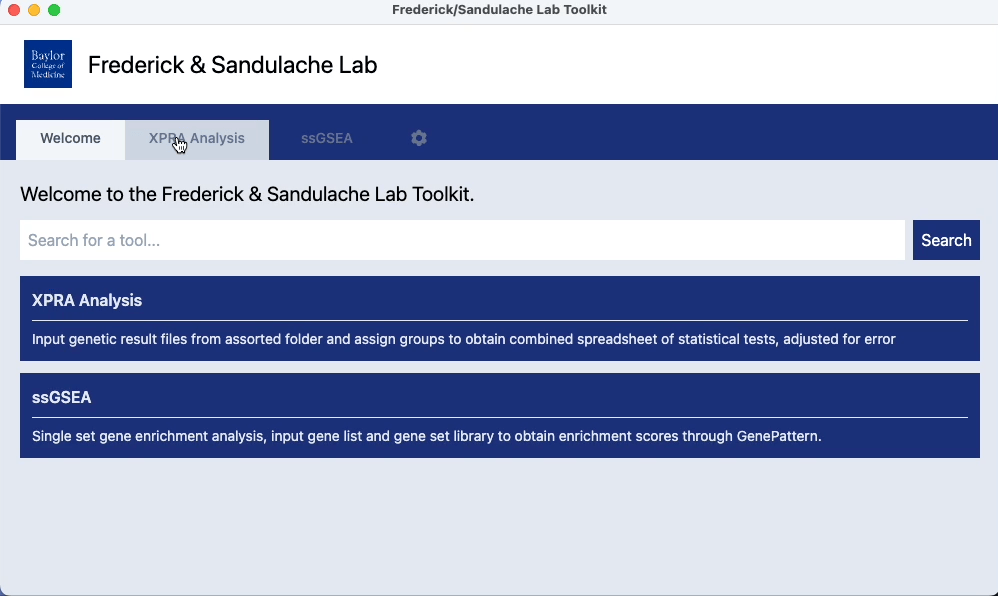 Frederick/Sandulache Lab Toolkit
Baylor
College of
Medicine
Frederick & Sandulache Lab
Welcome XPRA Analysis ssGSEA
Welcome to the Frederick & Sandulache Lab Toolkit.
Search for a tool... Search
XPRA Analysis
Input genetic result files from assorted folder and assign groups to obtain combined spreadsheet of statistical tests, adjusted for error
ssGSEA
Single set gene enrichment analysis, input gene list and gene set library to obtain enrichment scores through GenePattern.